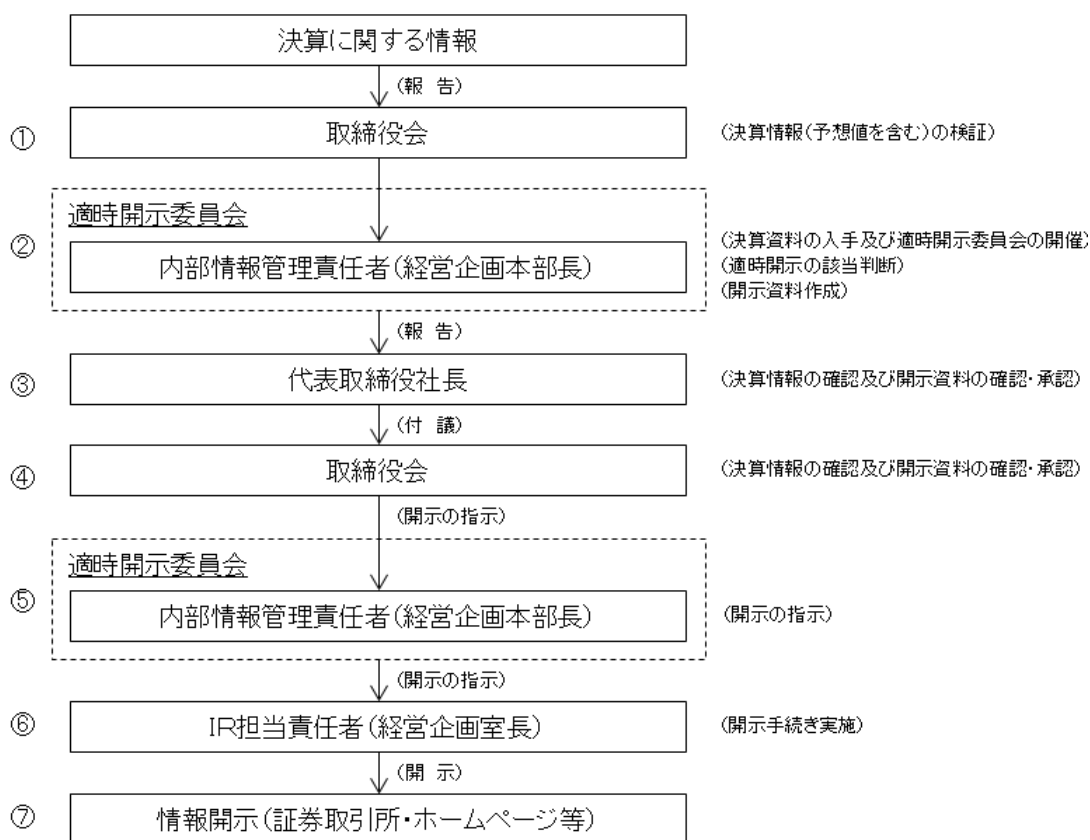 決算に関する情報
(報 告)
① 取締役会 (決算情報(予想値を含む)の検証)
適時開示委員会
② 内部情報管理責任者(経営企画本部長) (決算資料の入手及び適時開示委員会の開催)
(適時開示の該当判断)
(開示資料作成)
(報 告)
③ 代表取締役社長 (決算情報の確認及び開示資料の確認・承認)
(付 議)
④ 取締役会 (決算情報の確認及び開示資料の確認・承認)
(開示の指示)
適時開示委員会
⑤ 内部情報管理責任者(経営企画本部長) (開示の指示)
(開示の指示)
⑥ IR担当責任者(経営企画室長) (開示手続き実施)
(開 示)
⑦ 情報開示(証券取引所・ホームページ等)